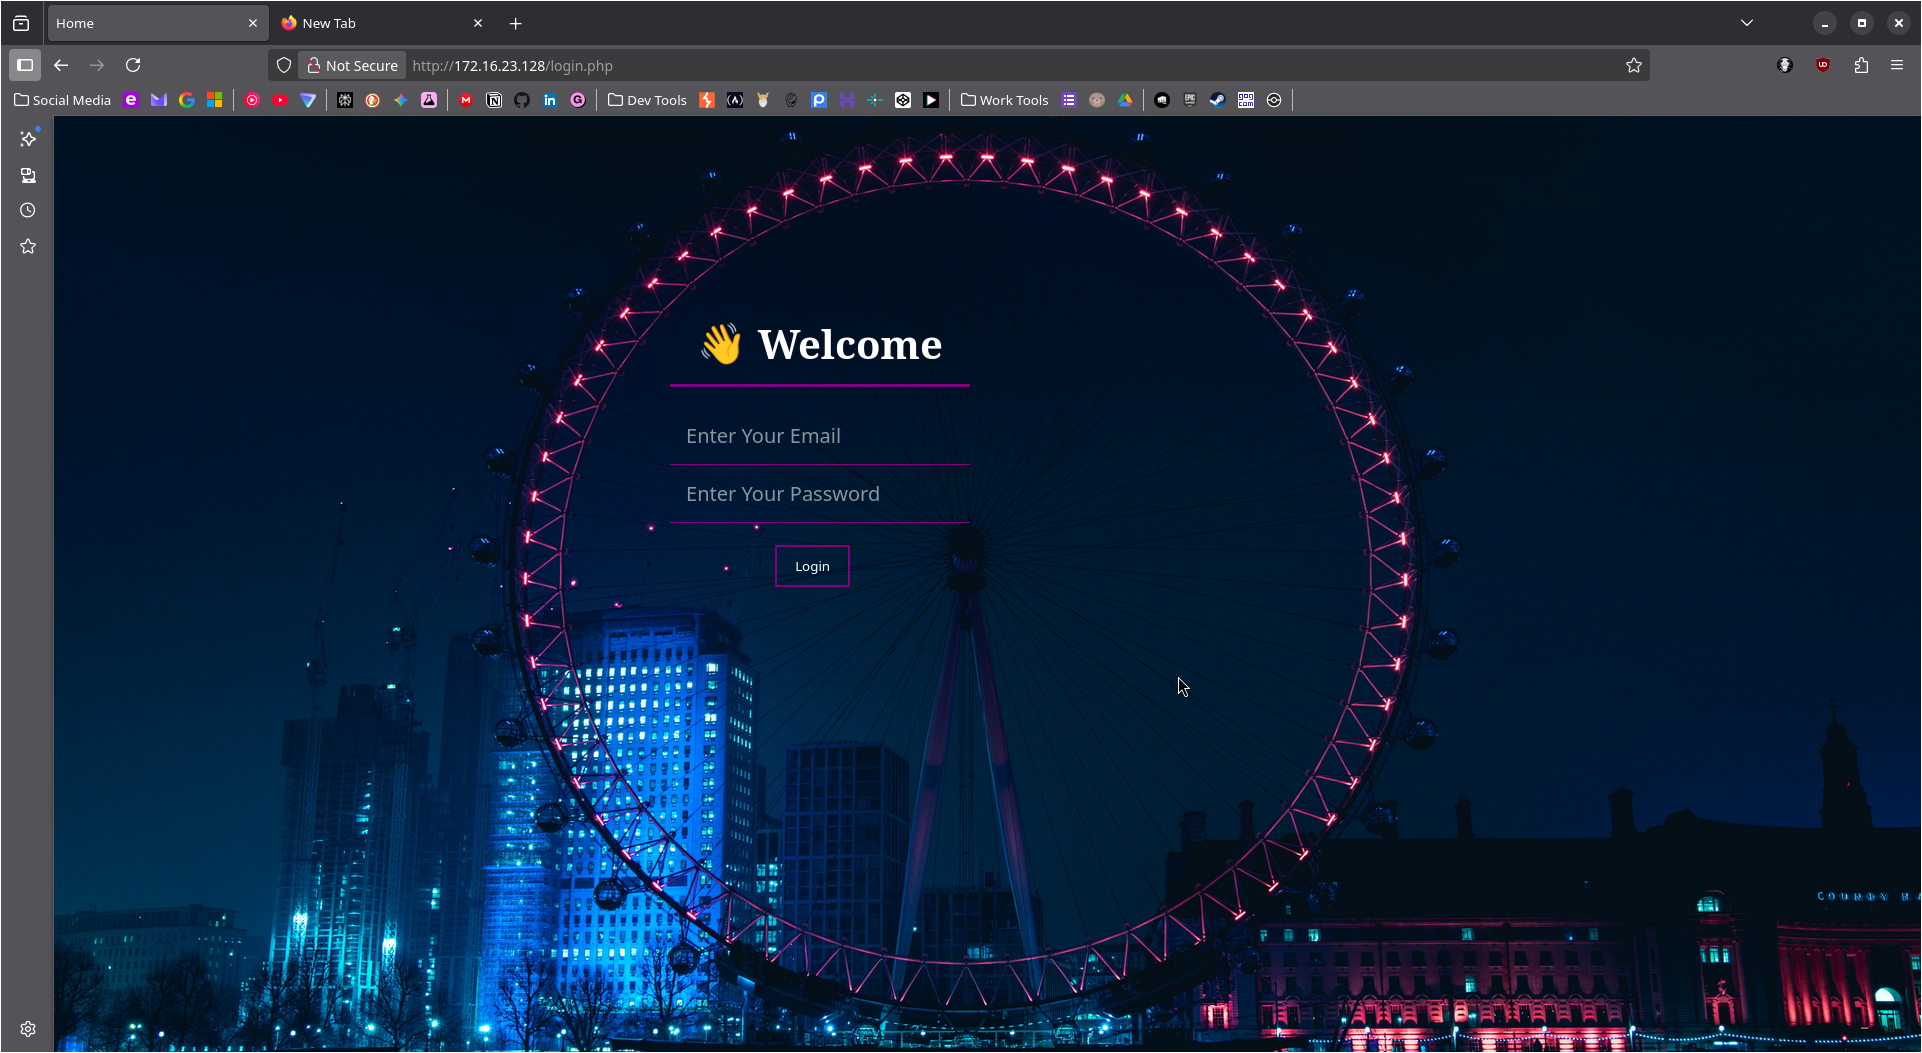 Home
New Tab
Not Secure
http://172.16.23.128/login.php
Social Media
Dev Tools
Work Tools
👋 Welcome
Enter Your Email
Enter Your Password
Login